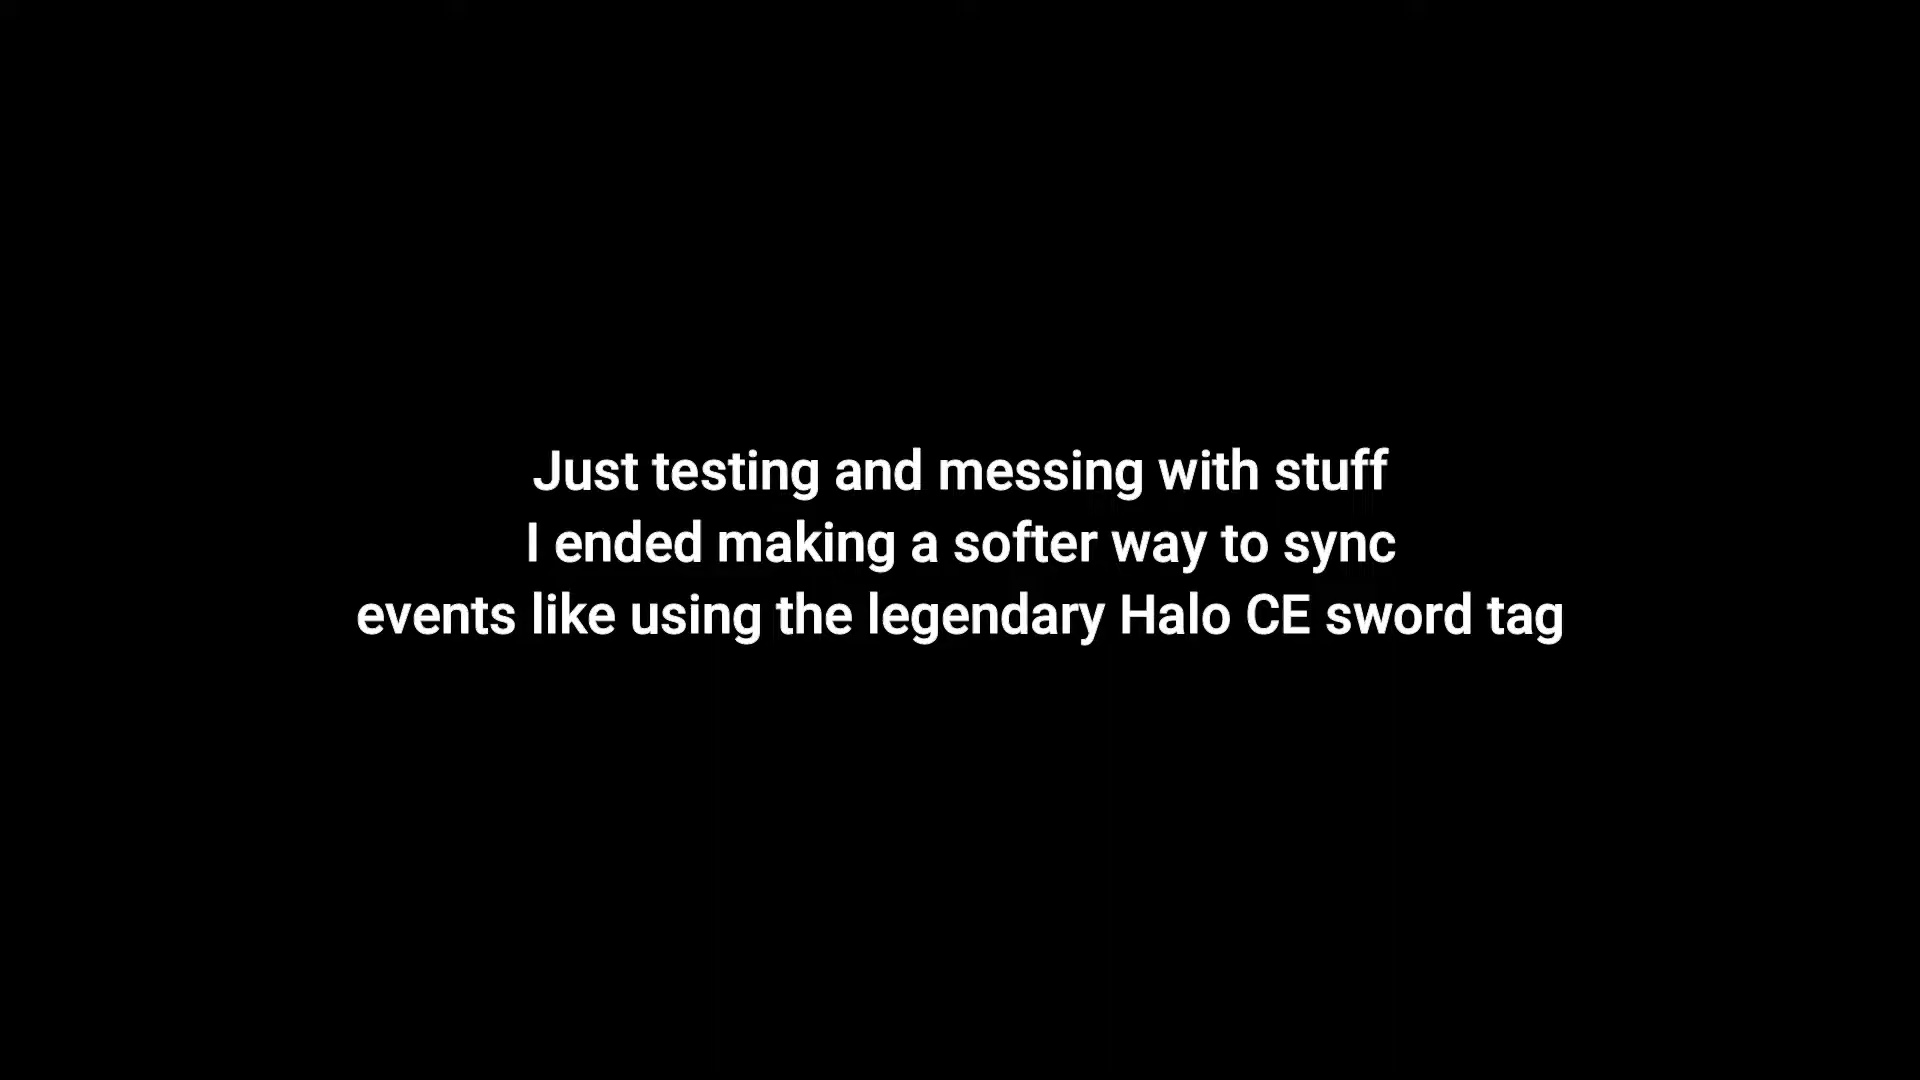 Just testing and messing with stuff
I ended making a softer way to sync
events like using the legendary Halo CE sword tag